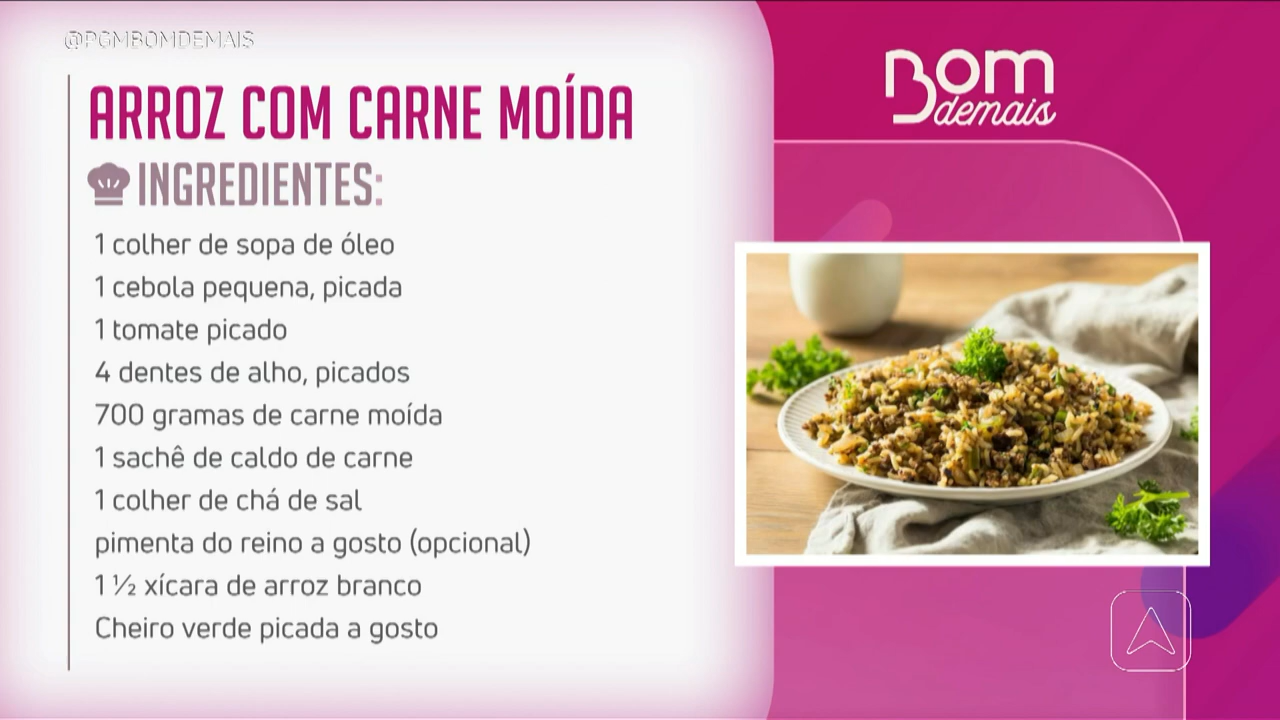 @PGMBOMDEMAIS
Bom
demais
ARROZ COM CARNE MOÍDA
INGREDIENTES:
1 colher de sopa de óleo
1 cebola pequena, picada
1 tomate picado
4 dentes de alho, picados
700 gramas de carne moída
1 sachê de caldo de carne
1 colher de chá de sal
pimenta do reino a gosto (opcional)
1 ½ xícara de arroz branco
Cheiro verde picada a gosto